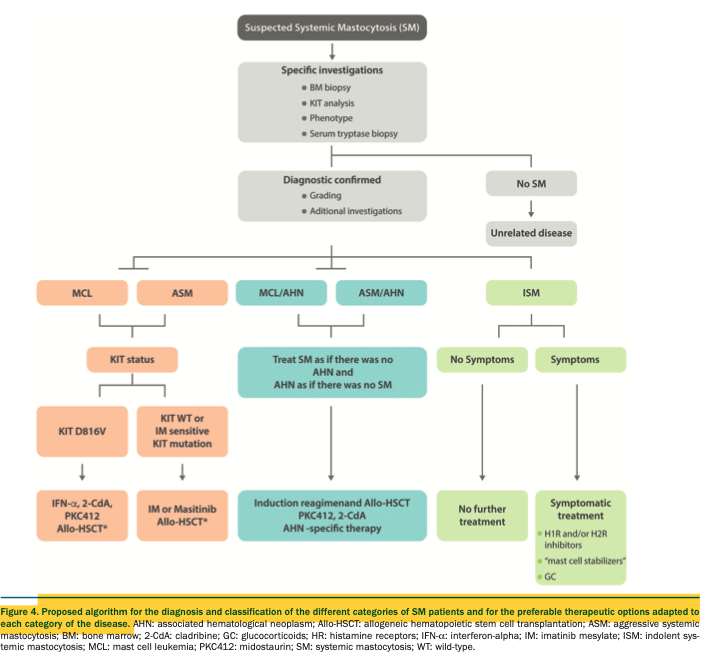 Suspected Systemic Mastocytosis (SM)
Specific investigations
● BM biopsy
● KIT analysis
● Phenotype
● Serum tryptase biopsy
Diagnostic confirmed
● Grading
● Aditional investigations
No SM
Unrelated disease
MCL
ASM
MCL/AHN
ASM/AHN
ISM
KIT status
Treat SM as if there was no
AHN and
AHN as if there was no SM
No Symptoms
Symptoms
KIT D816V
KIT WT or
IM sensitive
KIT mutation
IFN-α, 2-CdA,
PKC412
Allo-HSCT*
IM or Masitinib
Allo-HSCT*
Induction reagimenand Allo-HSCT
PKC412, 2-CdA
AHN -specific therapy
No further
treatment
Symptomatic
treatment
● H1R and/or H2R
inhibitors
● "mast cell stabilizers"
● GC
Figure 4. Proposed algorithm for the diagnosis and classification of the different categories of SM patients and for the preferable therapeutic options adapted to
each category of the disease. AHN: associated hematological neoplasm; Allo-HSCT: allogeneic hematopoietic stem cell transplantation; ASM: aggressive systemic
mastocytosis; BM: bone marrow; 2-CdA: cladribine; GC: glucocorticoids; HR: histamine receptors; IFN-α: interferon-alpha; IM: imatinib mesylate; ISM: indolent sys-
temic mastocytosis; MCL: mast cell leukemia; PKC412: midostaurin; SM: systemic mastocytosis; WT: wild-type.